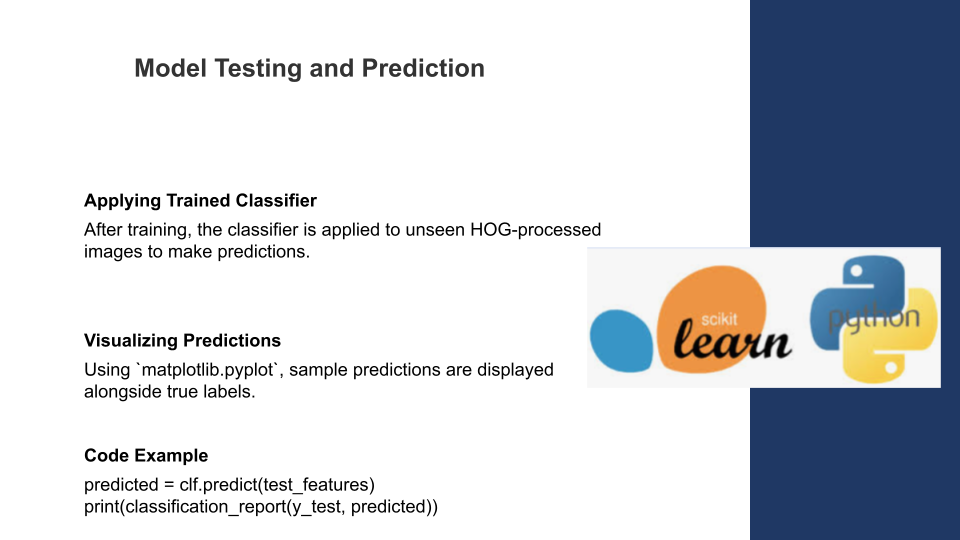 Model Testing and Prediction
Applying Trained Classifier
After training, the classifier is applied to unseen HOG-processed
images to make predictions.
Visualizing Predictions
Using `matplotlib.pyplot`, sample predictions are displayed
alongside true labels.
Code Example
predicted = clf.predict(test_features)
print(classification_report(y_test, predicted))
scikit
learn
python